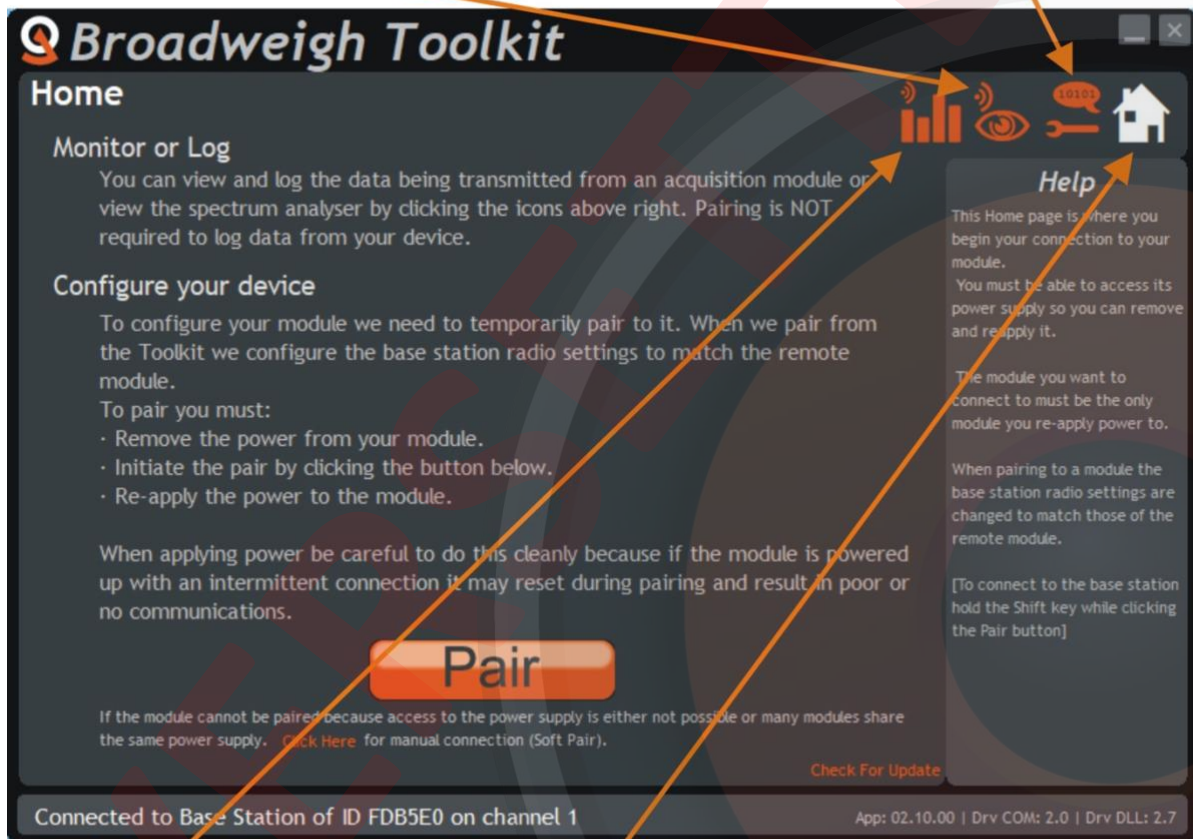 Broadweigh Toolkit
Home
10101
Monitor or Log
You can view and log the data being transmitted from an acquisition module or
view the spectrum analyser by clicking the icons above right. Pairing is NOT
required to log data from your device.
Configure your device
To configure your module we need to temporarily pair to it. When we pair from
the Toolkit we configure the base station radio settings to match the remote
module.
To pair you must:
· Remove the power from your module.
· Initiate the pair by clicking the button below.
· Re-apply the power to the module.
When applying power be careful to do this cleanly because if the module is powered
up with an intermittent connection it may reset during pairing and result in poor or
no communications.
Pair
If the module cannot be paired because access to the power supply is either not possible or many modules share
the same power supply. Click Here for manual connection (Soft Pair).
Check For Update
Help
This Home page is where you
begin your connection to your
module.
You must be able to access its
power supply so you can remove
and reapply it.
The module you want to
connect to must be the only
module you re-apply power to.
When pairing to a module the
base station radio settings are
changed to match those of the
remote module.
[To connect to the base station
hold the Shift key while clicking
the Pair button]
Connected to Base Station of ID FDB5E0 on channel 1
App: 02.10.00 | Drv COM: 2.0 | Drv DLL: 2.7